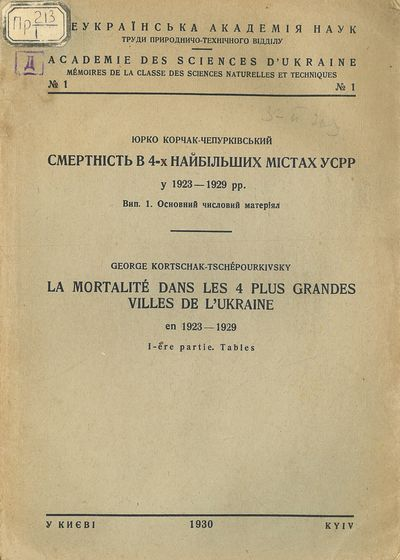 Пр 213
I
ЕУКРАЇНСЬКА АКАДЕМІЯ НАУК
ТРУДИ ПРИРОДНИЧО-ТЕХНІЧНОГО ВІДДІЛУ
Д
ACADEMIE DES SCIENCES D'UKRAINE
MÉMOIRES DE LA CLASSE DES SCIENCES NATURELLES ET TECHNIQUES
№ 1 № 1
ЮРКО КОРЧАК-ЧЕПУРКІВСЬКИЙ
СМЕРТНІСТЬ В 4-х НАЙБІЛЬШИХ МІСТАХ УСРР
у 1923—1929 рр.
Вип. 1. Основний числовий матеріял
GEORGE KORTSCHAK-TSCHÉPOURKIVSKY
LA MORTALITÉ DANS LES 4 PLUS GRANDES
VILLES DE L'UKRAINE
en 1923—1929
1-ère partie. Tables
У КИЄВІ 1930 KYIV